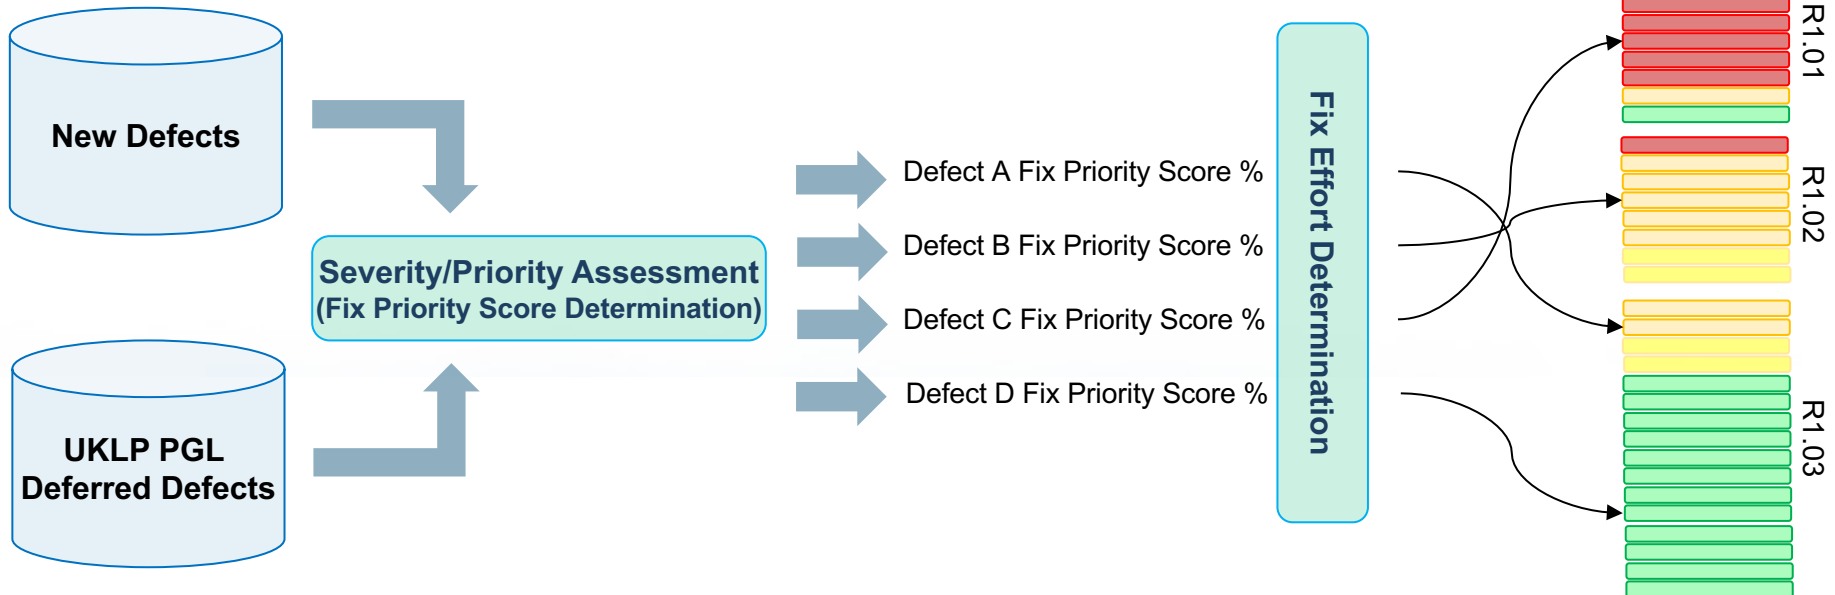 New Defects
UKLP PGL
Deferred Defects
Severity/Priority Assessment
(Fix Priority Score Determination)
Defect A Fix Priority Score %
Defect B Fix Priority Score %
Defect C Fix Priority Score %
Defect D Fix Priority Score %
Fix Effort Determination
R1.01
R1.02
R1.03